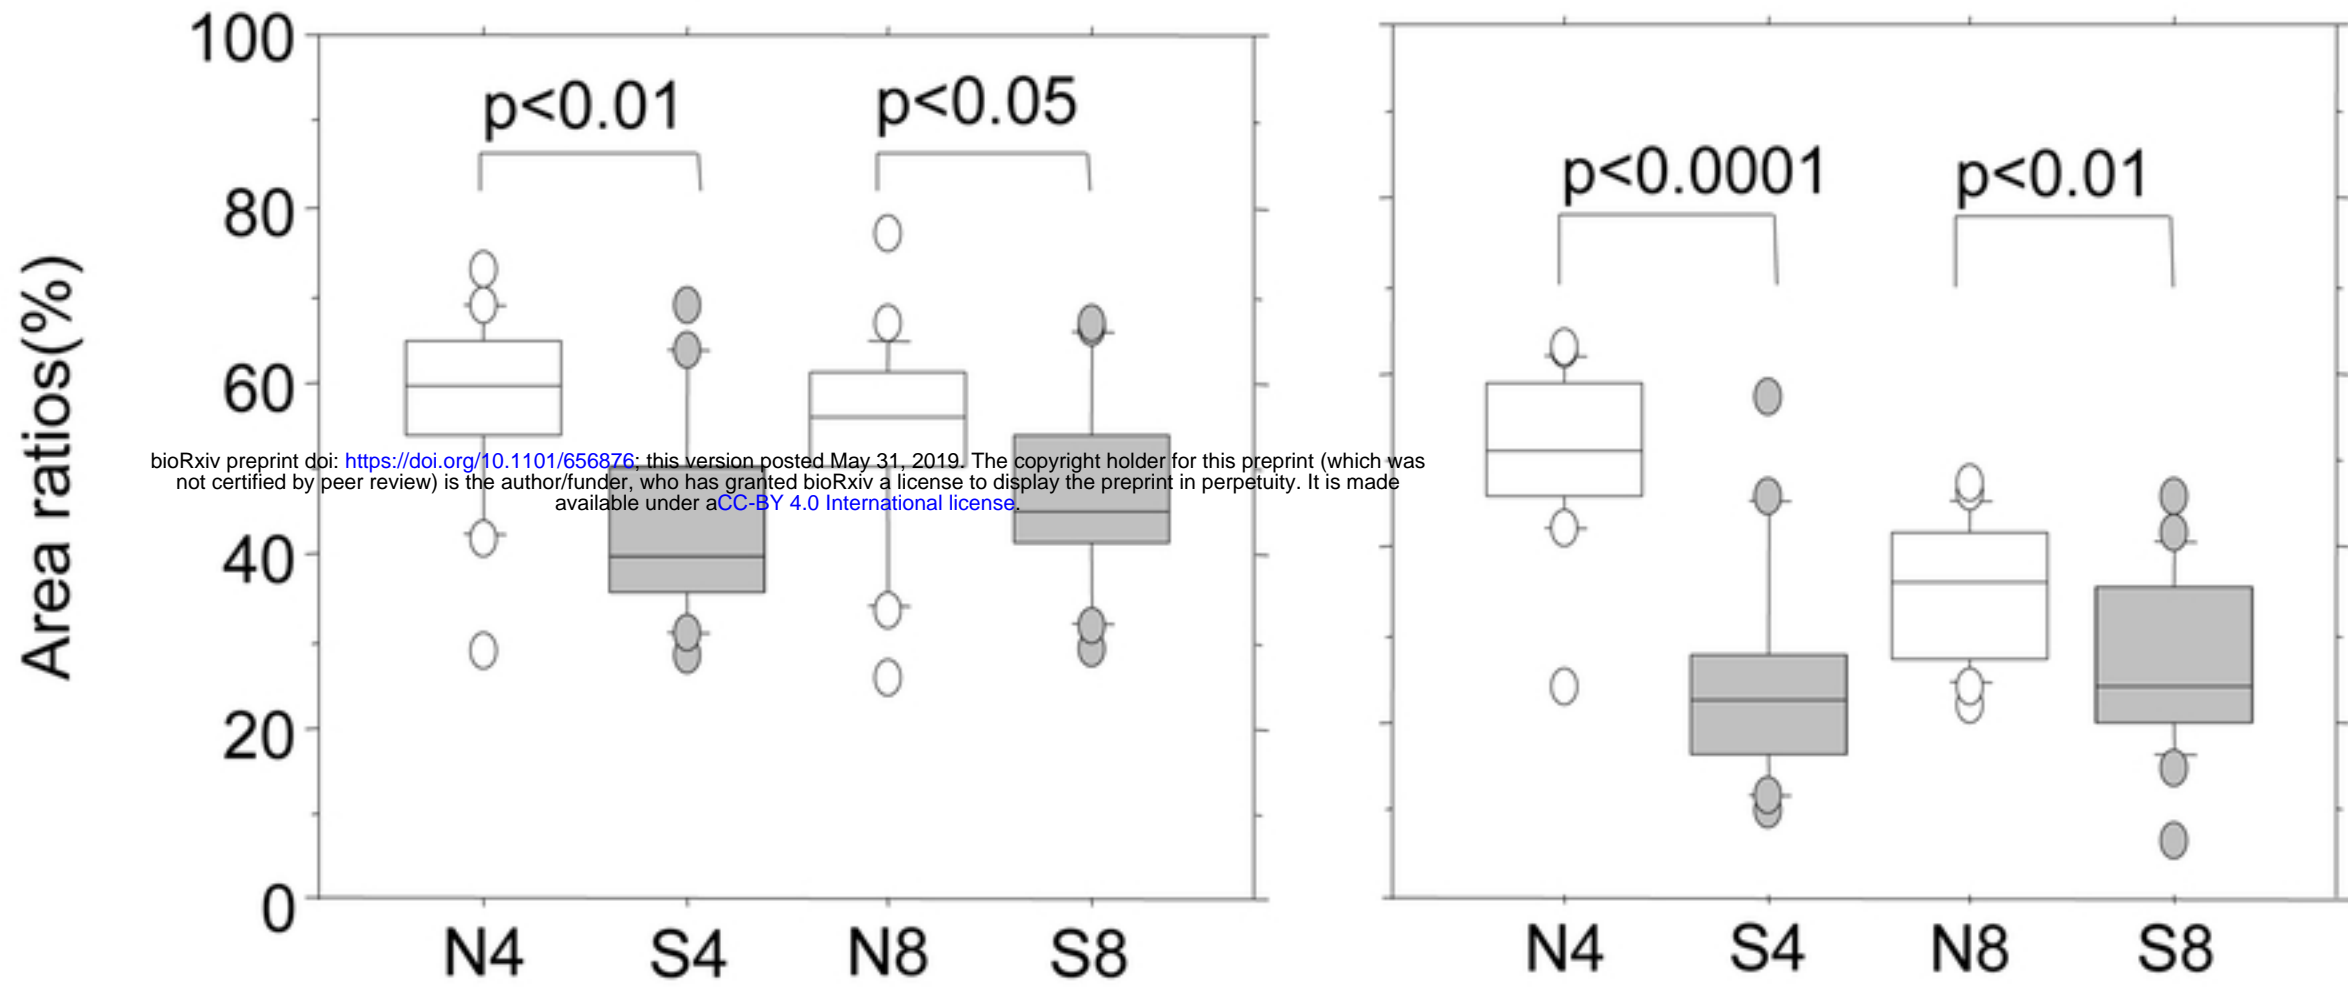 100
80
60
40
20
0
Area ratios(%)
p<0.01
p<0.05
p<0.0001
p<0.01
bioRxiv preprint doi: https://doi.org/10.1101/656876; this version posted May 31, 2019. The copyright holder for this preprint (which was
not certified by peer review) is the author/funder, who has granted bioRxiv a license to display the preprint in perpetuity. It is made
available under aCC-BY 4.0 International license.
N4
S4
N8
S8
N4
S4
N8
S8